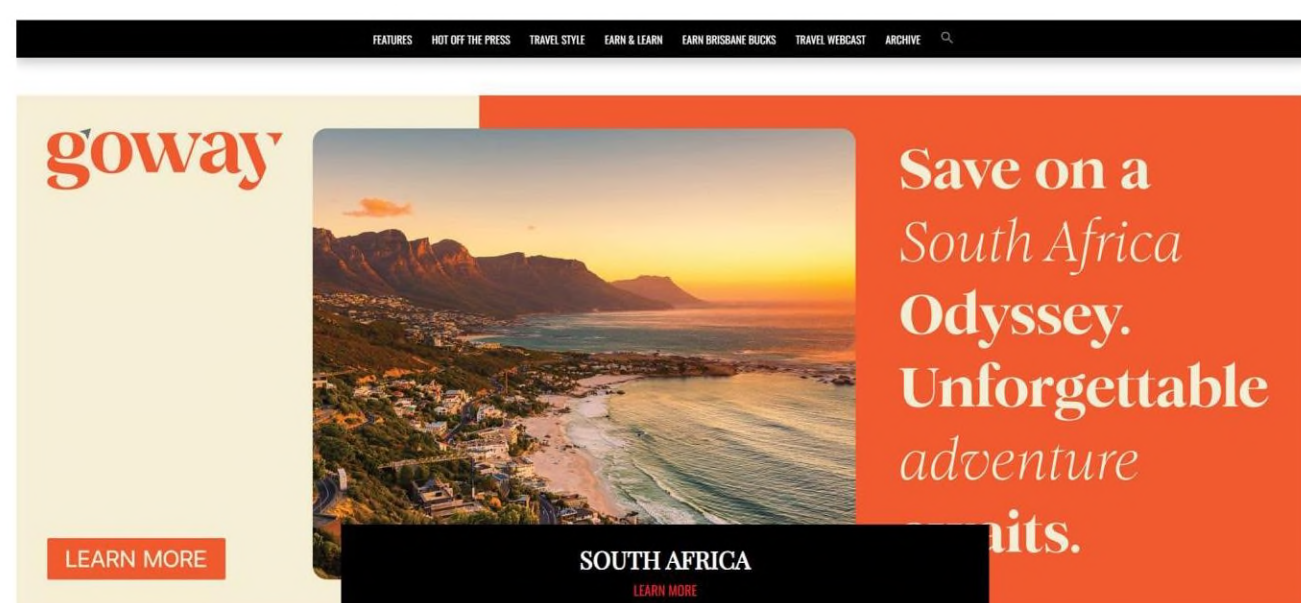 FEATURES HOT OFF THE PRESS TRAVEL STYLE EARN & LEARN EARN BRISBANE BUCKS TRAVEL WEBCAST ARCHIVE
goway
Save on a
South Africa
Odyssey.
Unforgettable
adventure
aits.
LEARN MORE
SOUTH AFRICA
LEARN MORE